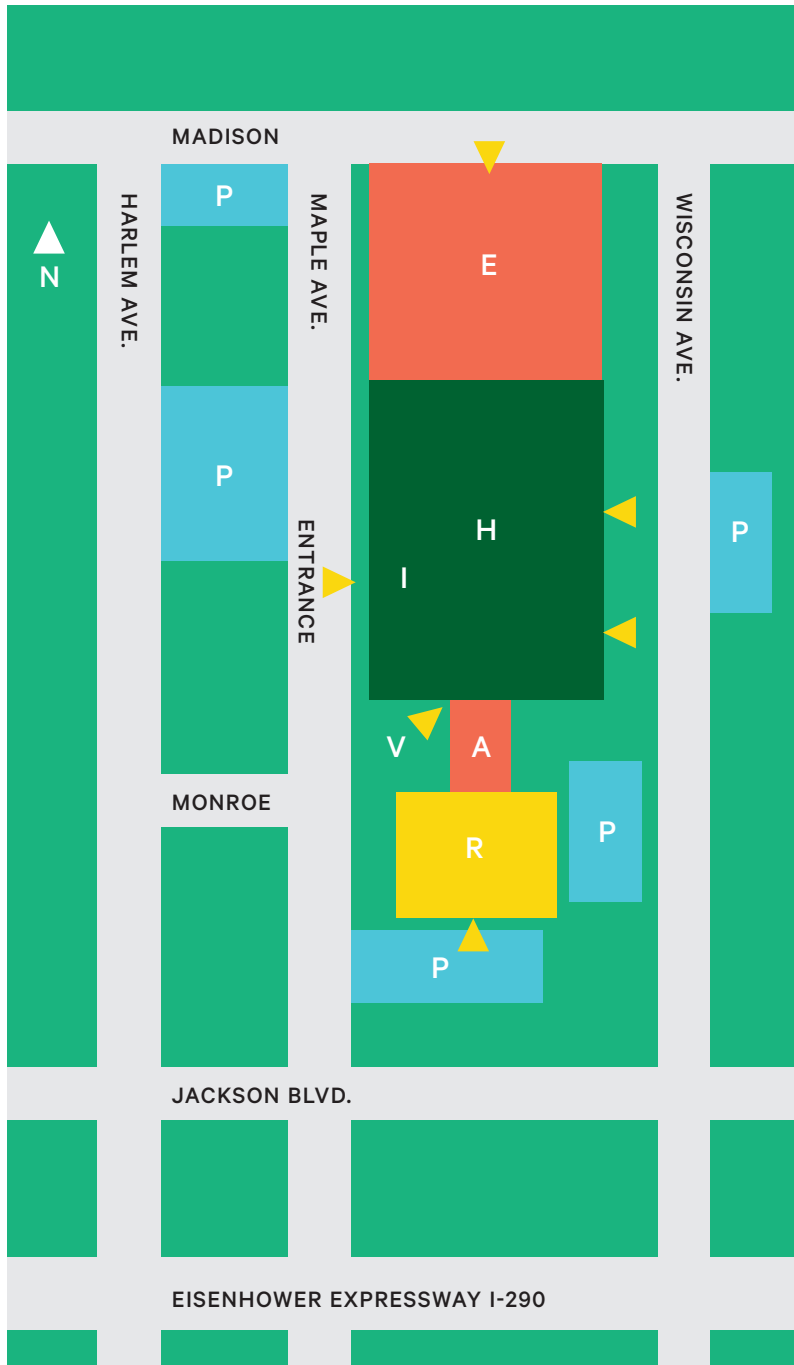 MADISON
P
HARLEM AVE.
MAPLE AVE.
WISCONSIN AVE.
E
N
P
H
P
ENTRANCE
I
V
A
MONROE
R
P
P
JACKSON BLVD.
EISENHOWER EXPRESSWAY I-290